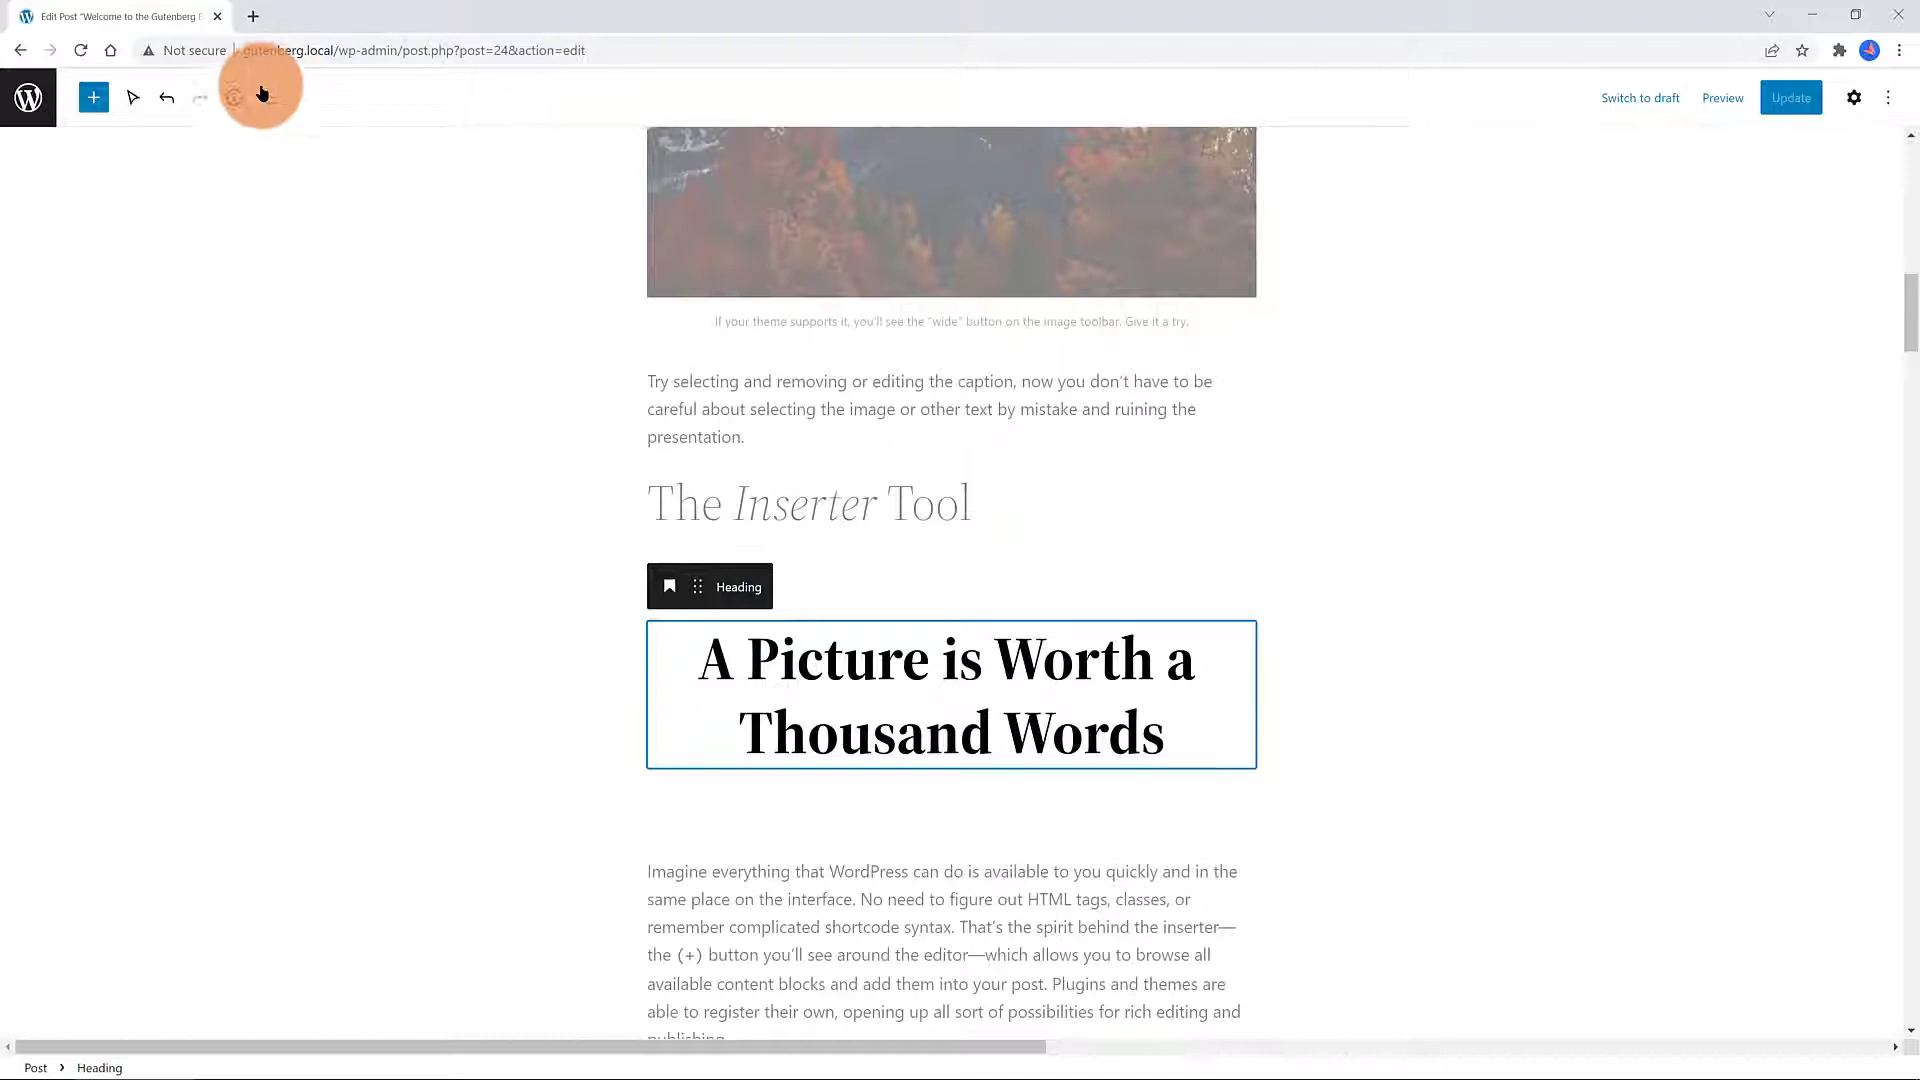 Edit Post "Welcome to the Gutenberg E
Not secure
gutenberg.local/wp-admin/post.php?post=24&action=edit
Switch to draft
Preview
Update
If your theme supports it, you'll see the "wide" button on the image toolbar. Give it a try.
Try selecting and removing or editing the caption, now you don't have to be
careful about selecting the image or other text by mistake and ruining the
presentation.
The Inserter Tool
Heading
A Picture is Worth a
Thousand Words
Imagine everything that WordPress can do is available to you quickly and in the
same place on the interface. No need to figure out HTML tags, classes, or
remember complicated shortcode syntax. That's the spirit behind the inserter—
the (+) button you'll see around the editor—which allows you to browse all
available content blocks and add them into your post. Plugins and themes are
able to register their own, opening up all sort of possibilities for rich editing and
publishing.
Post
Heading